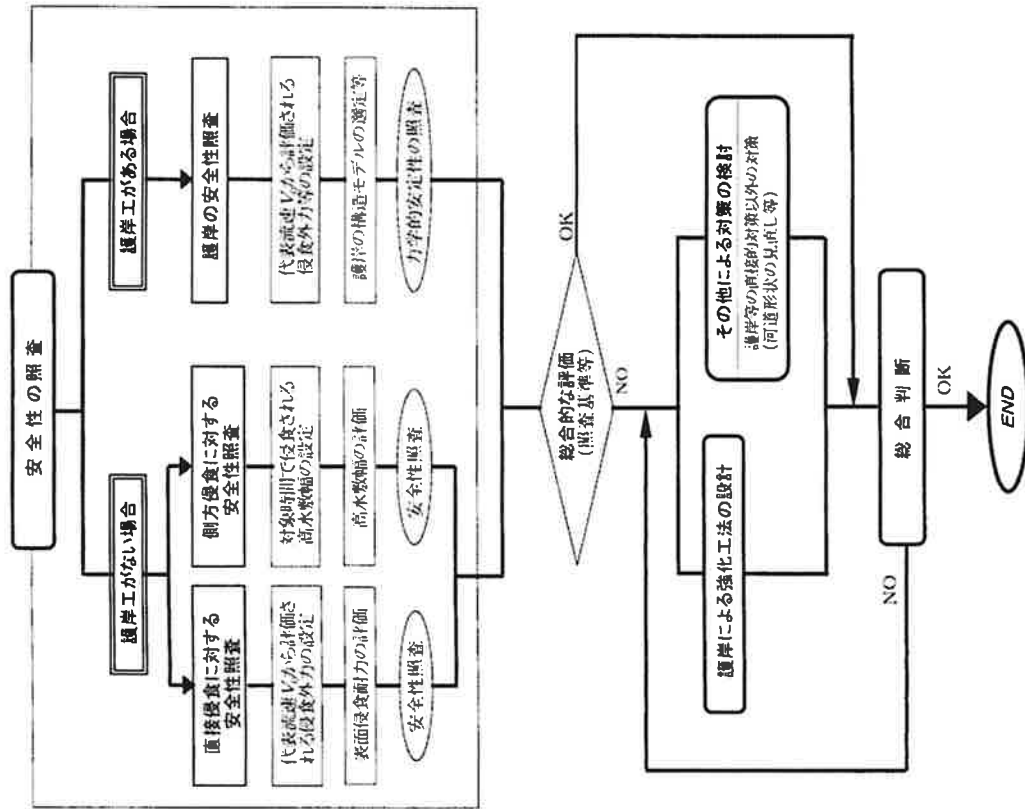 安全性の照査
護岸工がない場合
護岸工がある場合
直接侵食に対する
安全性照査
側方侵食に対する
安全性照査
護岸の安全性照査
代表流速V₀から評価さ
れる侵食外力の設定
対象時間で侵食される
高水敷幅の設定
代表流速V₀から評価される
侵食外力等の設定
表面侵食耐力の評価
高水敷幅の評価
護岸の構造モデルの選定等
安全性照査
安全性照査
力学的安定性の照査
総合的な評価
(照査基準等)
OK
NO
護岸による強化工法の設計
その他による対策の検討
護岸等の直接的対策以外の対策
(河道形状の見直し等)
総合判断
NO
OK
END